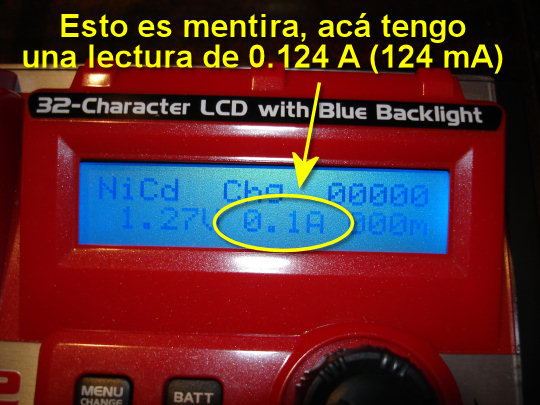 Esto es mentira, acá tengo
una lectura de 0.124 A (124 mA)
32-Character LCD with Blue Backlight
NiCd Chg 00000
1.27V 0.1A 000m
MENU BATT
CHANGE